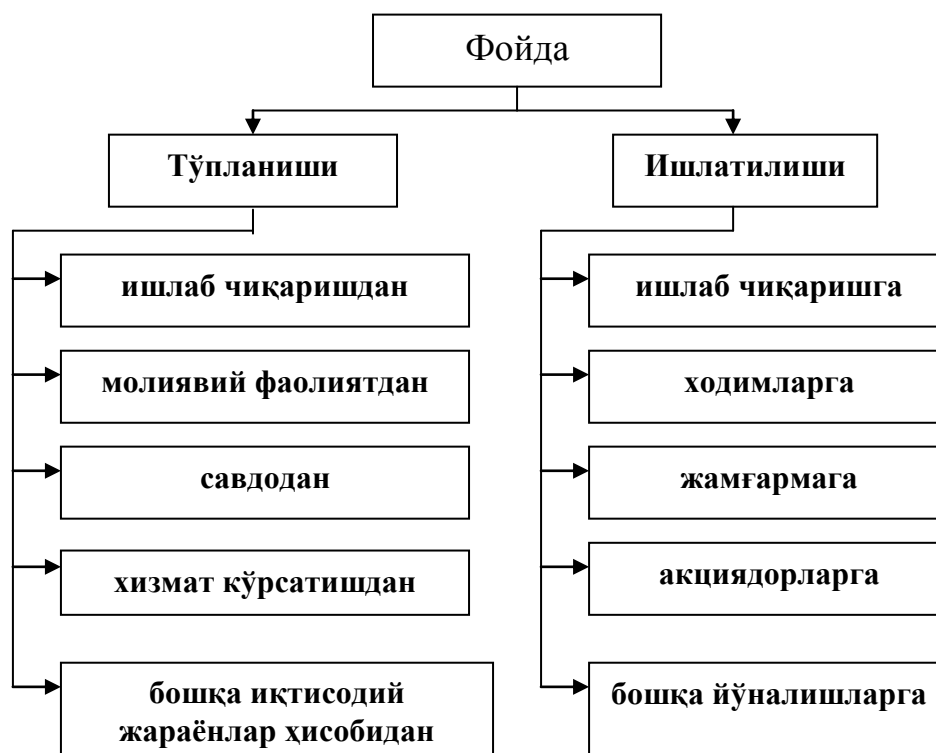 Фойда
Тўпланиши
Ишлатилиши
ишлаб чиқаришдан
молиявий фаолиятдан
савдодан
хизмат кўрсатишдан
бошқа иқтисодий
жараёнлар ҳисобидан
ишлаб чиқаришга
ходимларга
жамғармага
акциядорларга
бошқа йўналишларга